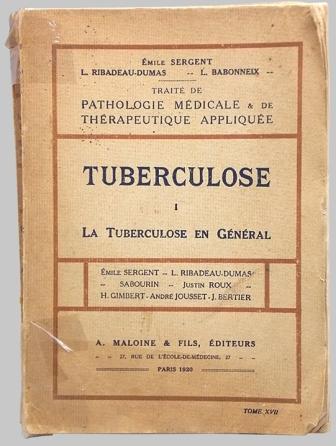 ÉMILE SERGENT
L. RIBADEAU-DUMAS -- L. BABONNEIX
TRAITÉ DE
PATHOLOGIE MÉDICALE & DE
THÉRAPEUTIQUE APPLIQUÉE
TUBERCULOSE
I
LA TUBERCULOSE EN GÉNÉRAL
ÉMILE SERGENT -- L. RIBADEAU-DUMAS
-- SABOURIN -- JUSTIN ROUX --
H. GIMBERT - ANDRÉ JOUSSET - J. BERTIER
A. MALOINE & FILS, ÉDITEURS
- - 27, RUE DE L'ÉCOLE-DE-MÉDECINE, 27 - -
PARIS 1920
TOME XVII